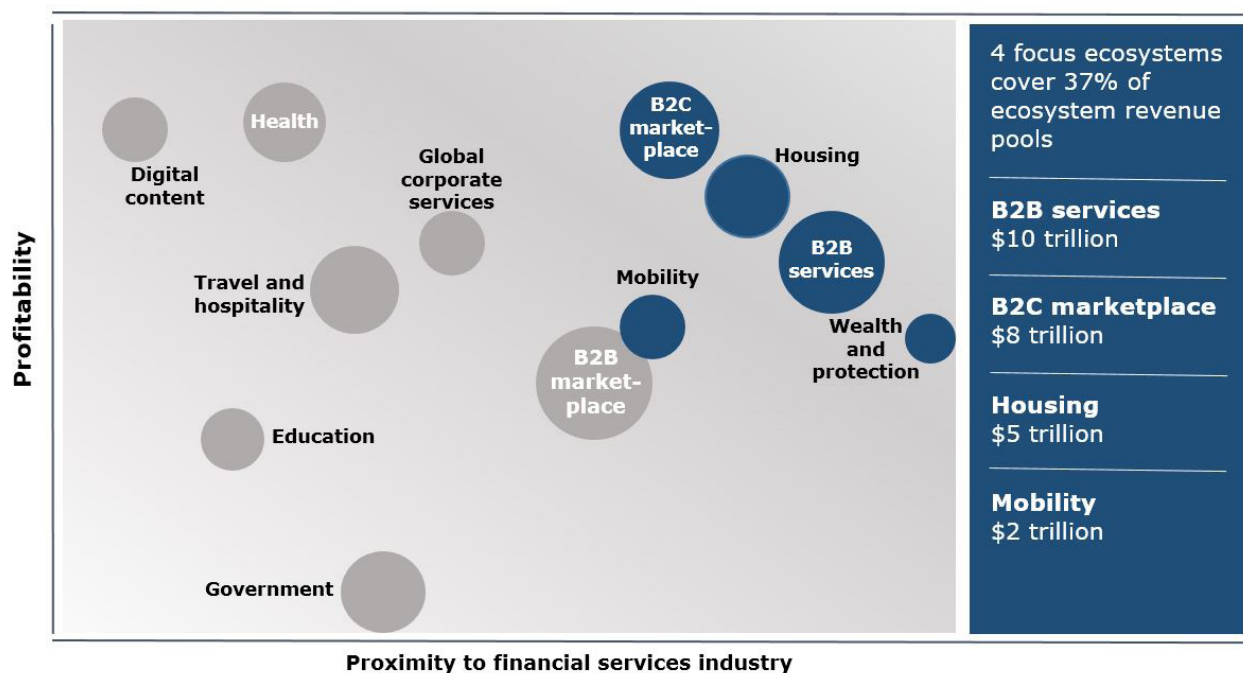 Profitability
Digital
content
Health
Global
corporate
services
Travel and
hospitality
Education
Government
B2C
market-
place
Housing
B2B
services
Mobility
B2B
market-
place
Wealth
and
protection
Proximity to financial services industry
4 focus ecosystems
cover 37% of
ecosystem revenue
pools
B2B services
$10 trillion
B2C marketplace
$8 trillion
Housing
$5 trillion
Mobility
$2 trillion